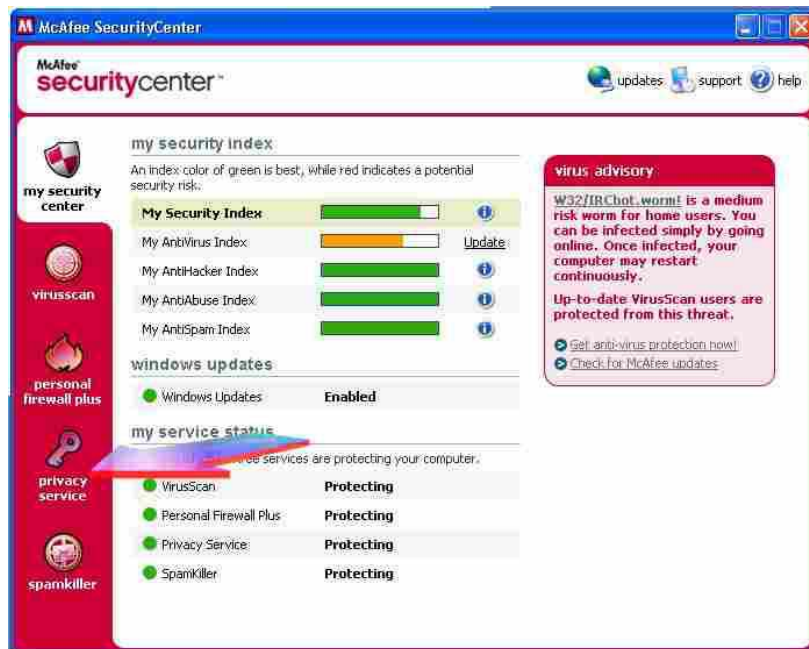 McAfee SecurityCenter
McAfee
securitycenter
updates support help
my security center
virusscan
personal firewall plus
privacy service
spamkiller
my security index
An index color of green is best, while red indicates a potential
security risk.
My Security Index
My AntiVirus Index Update
My AntiHacker Index
My AntiAbuse Index
My AntiSpam Index
windows updates
Windows Updates Enabled
my service status
services are protecting your computer.
VirusScan Protecting
Personal Firewall Plus Protecting
Privacy Service Protecting
SpamKiller Protecting
virus advisory
W32/IRCbot.worm! is a medium
risk worm for home users. You
can be infected simply by going
online. Once infected, your
computer may restart
continuously.
Up-to-date VirusScan users are
protected from this threat.
Get anti-virus protection now!
Check for McAfee updates